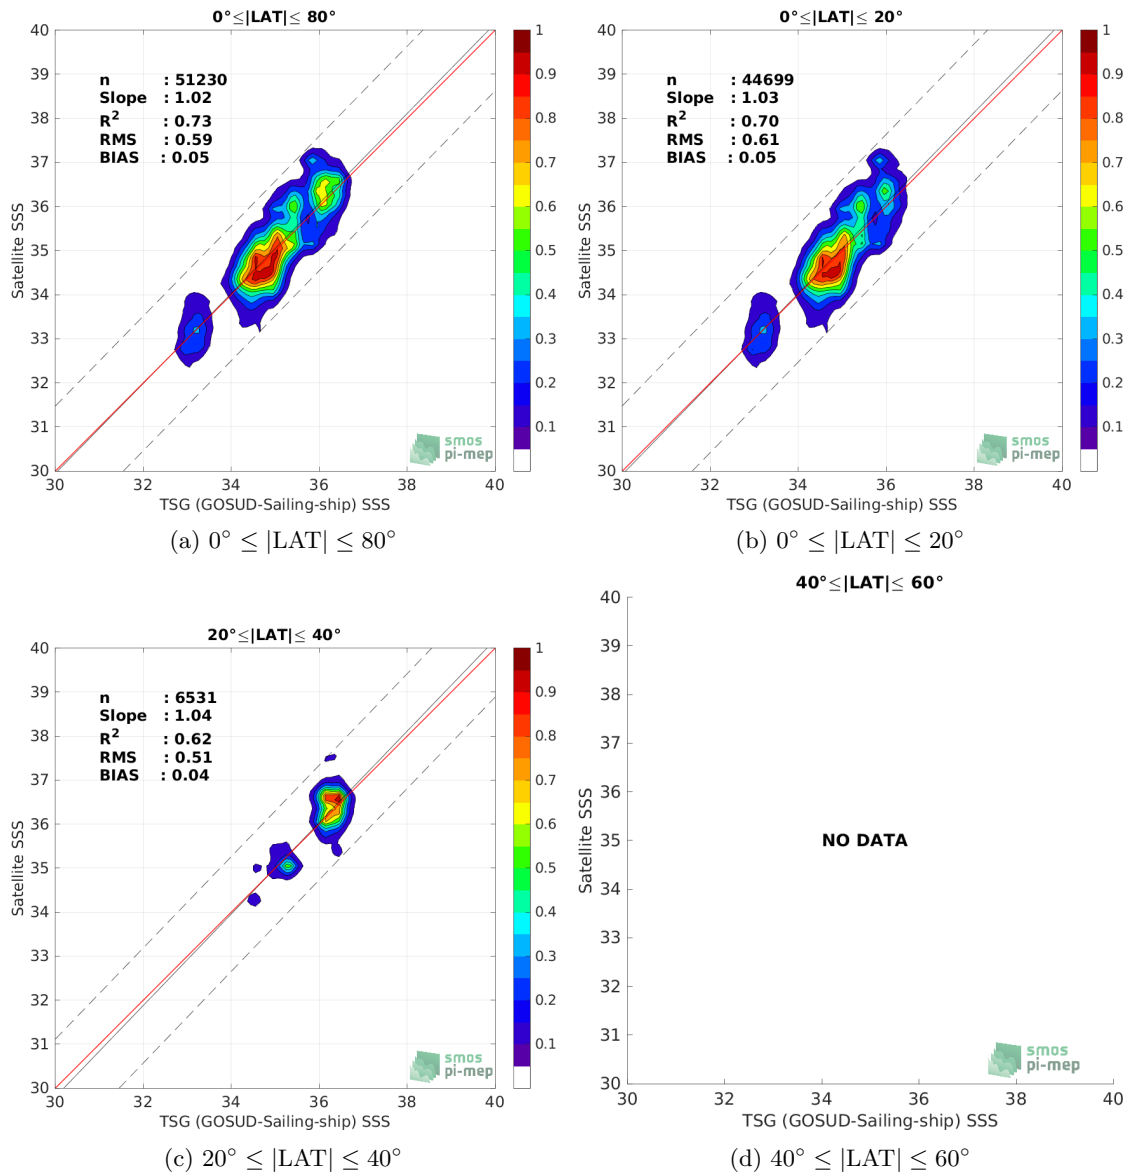 0°≤|LAT|≤ 80°
40
39
38
37
36
35
34
33
32
31
30
Satellite SSS
n : 51230
Slope : 1.02
R² : 0.73
RMS : 0.59
BIAS : 0.05
30 32 34 36 38 40
TSG (GOSUD-Sailing-ship) SSS
smos
pi-mep
1
0.9
0.8
0.7
0.6
0.5
0.4
0.3
0.2
0.1
(a) 0° ≤ |LAT| ≤ 80°
0°≤|LAT|≤ 20°
40
39
38
37
36
35
34
33
32
31
30
Satellite SSS
n : 44699
Slope : 1.03
R² : 0.70
RMS : 0.61
BIAS : 0.05
30 32 34 36 38 40
TSG (GOSUD-Sailing-ship) SSS
smos
pi-mep
1
0.9
0.8
0.7
0.6
0.5
0.4
0.3
0.2
0.1
(b) 0° ≤ |LAT| ≤ 20°
20°≤|LAT|≤ 40°
40
39
38
37
36
35
34
33
32
31
30
Satellite SSS
n : 6531
Slope : 1.04
R² : 0.62
RMS : 0.51
BIAS : 0.04
30 32 34 36 38 40
TSG (GOSUD-Sailing-ship) SSS
smos
pi-mep
1
0.9
0.8
0.7
0.6
0.5
0.4
0.3
0.2
0.1
(c) 20° ≤ |LAT| ≤ 40°
40°≤|LAT|≤ 60°
40
39
38
37
36
35
34
33
32
31
30
Satellite SSS
NO DATA
30 32 34 36 38 40
TSG (GOSUD-Sailing-ship) SSS
smos
pi-mep
(d) 40° ≤ |LAT| ≤ 60°